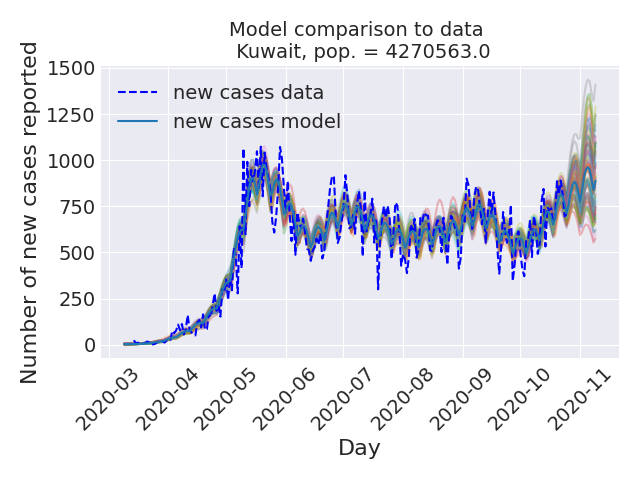 Model comparison to data
Kuwait, pop. = 4270563.0
Number of new cases reported
1500
1250
1000
750
500
250
0
new cases data
new cases model
2020-03
2020-04
2020-05
2020-06
2020-07
2020-08
2020-09
2020-10
2020-11
Day